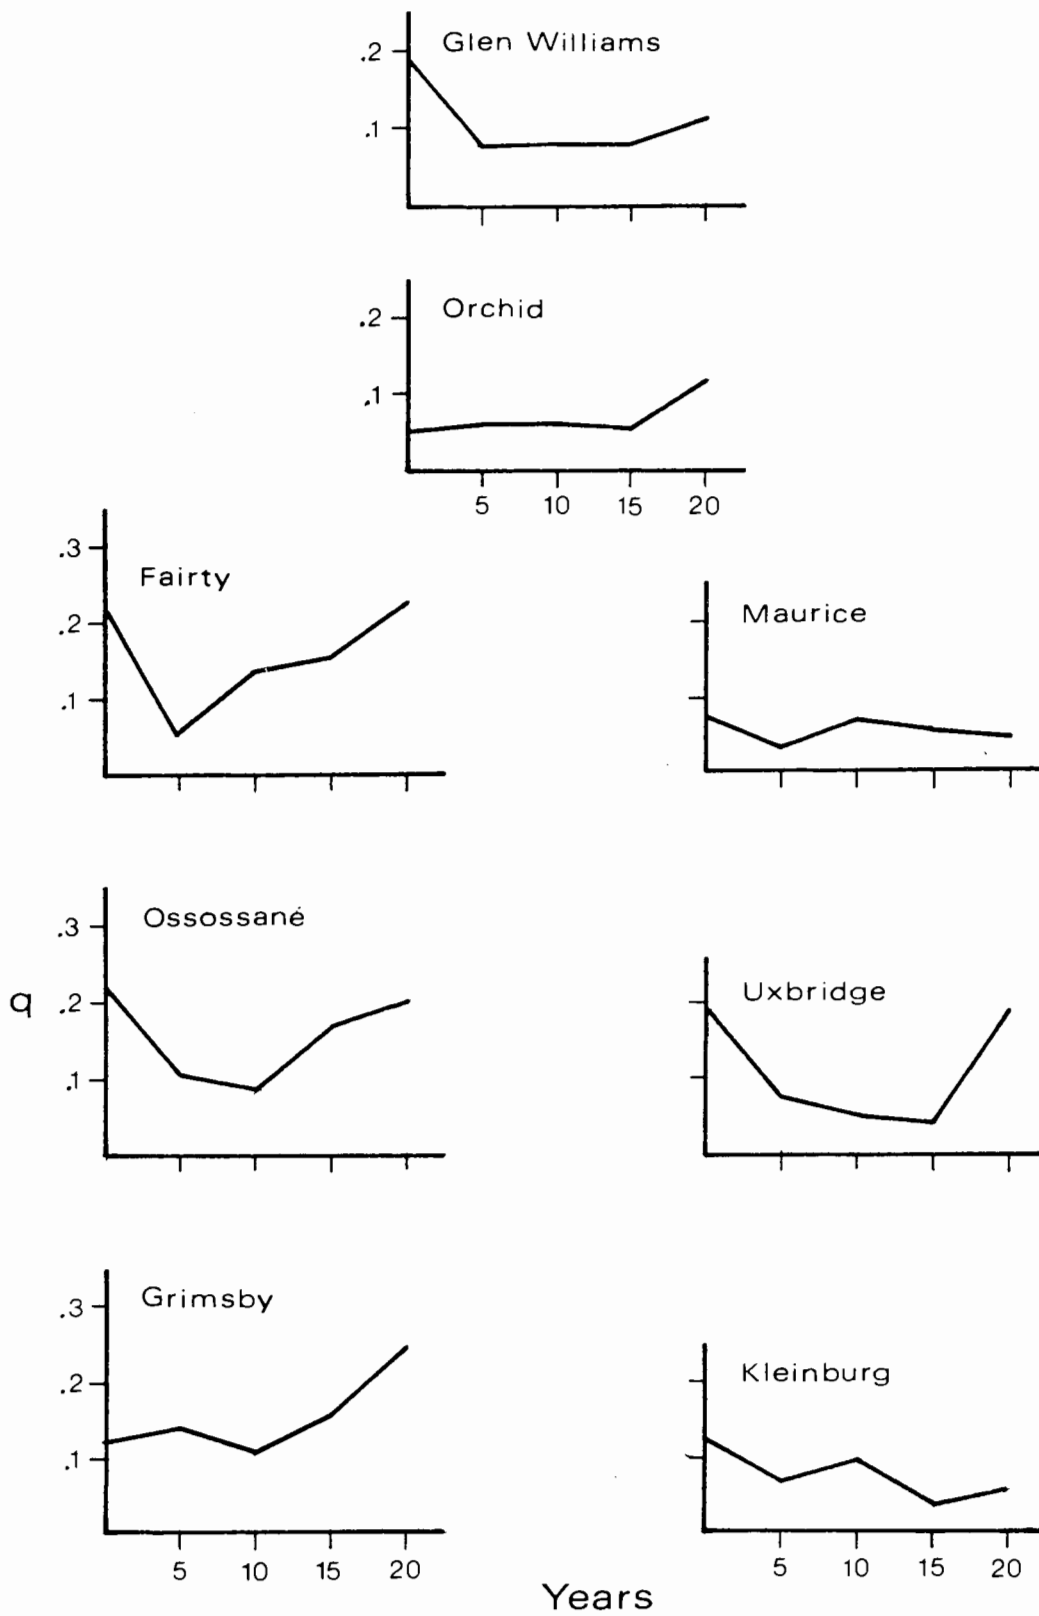 Glen Williams
.2
.1
Orchid
.2
.1
5 10 15 20
Fairty
.3
.2
.1
Maurice
Ossossané
.3
.2
.1
q
Uxbridge
Grimsby
.3
.2
.1
5 10 15 20
Kleinburg
5 10 15 20
Years